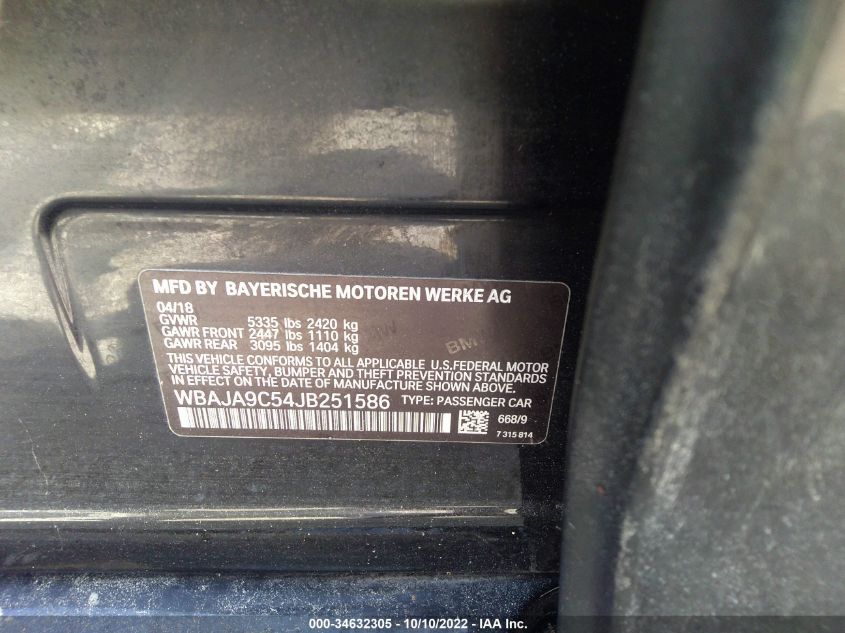 MFD BY BAYERISCHE MOTOREN WERKE AG
04/18
GVWR 5335 lbs 2420 kg
GAWR FRONT 2447 lbs 1110 kg
GAWR REAR 3095 lbs 1404 kg
BM
THIS VEHICLE CONFORMS TO ALL APPLICABLE U.S.FEDERAL MOTOR
VEHICLE SAFETY, BUMPER AND THEFT PREVENTION STANDARDS
IN EFFECT ON THE DATE OF MANUFACTURE SHOWN ABOVE.
WBAJA9C54JB251586 TYPE: PASSENGER CAR
668/9
7 315 814
000-34632305 - 10/10/2022 - IAA Inc.